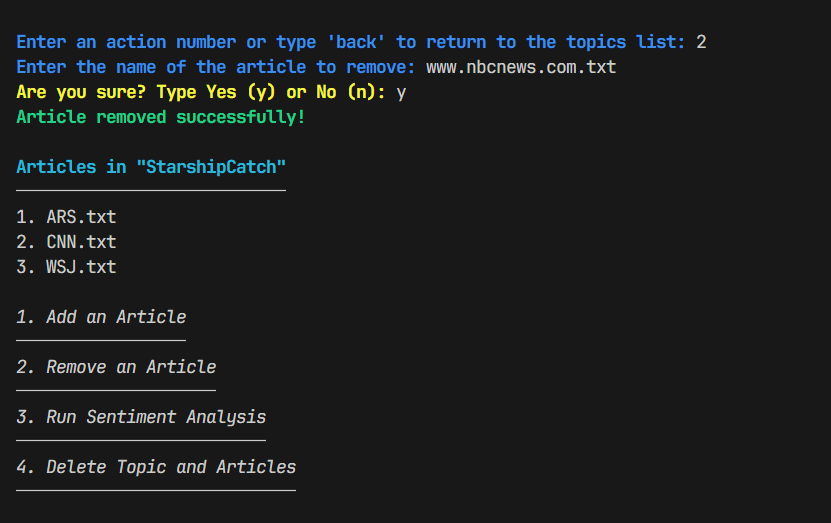 Enter an action number or type 'back' to return to the topics list: 2
Enter the name of the article to remove: www.nbcnews.com.txt
Are you sure? Type Yes (y) or No (n): y
Article removed successfully!
Articles in "StarshipCatch"
1. ARS.txt
2. CNN.txt
3. WSJ.txt
1. Add an Article
2. Remove an Article
3. Run Sentiment Analysis
4. Delete Topic and Articles